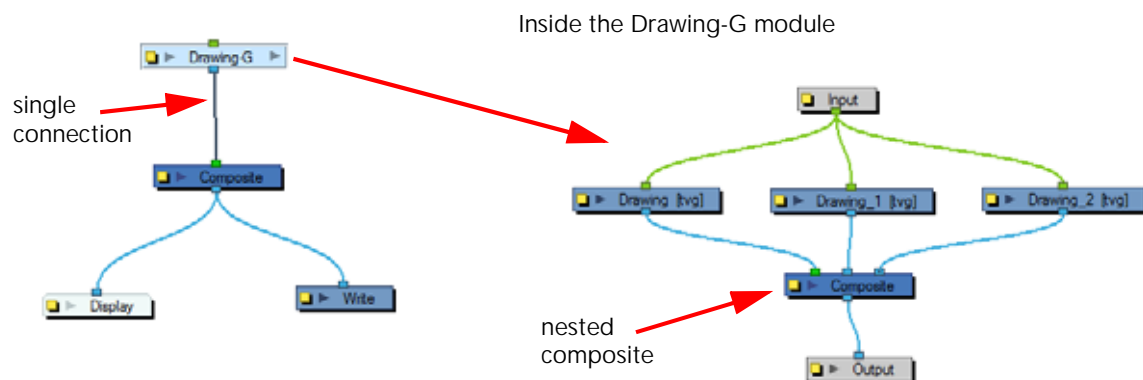 Inside the Drawing-G module
Drawing-G
single
connection
Composite
Display
Write
Input
Drawing [tvg]
Drawing_1 [tvg]
Drawing_2 [tvg]
Composite
nested
composite
Output